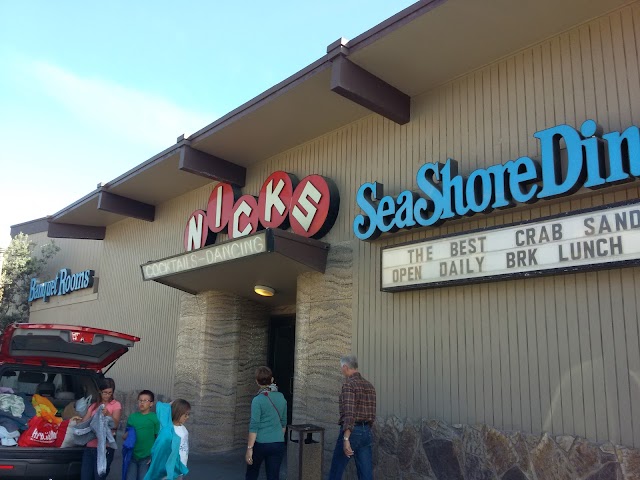 NICKS
COCKTAILS - DANCING
SeaShore Din
Banquet Rooms
THE BEST CRAB SAND
OPEN DAILY BRK LUNCH